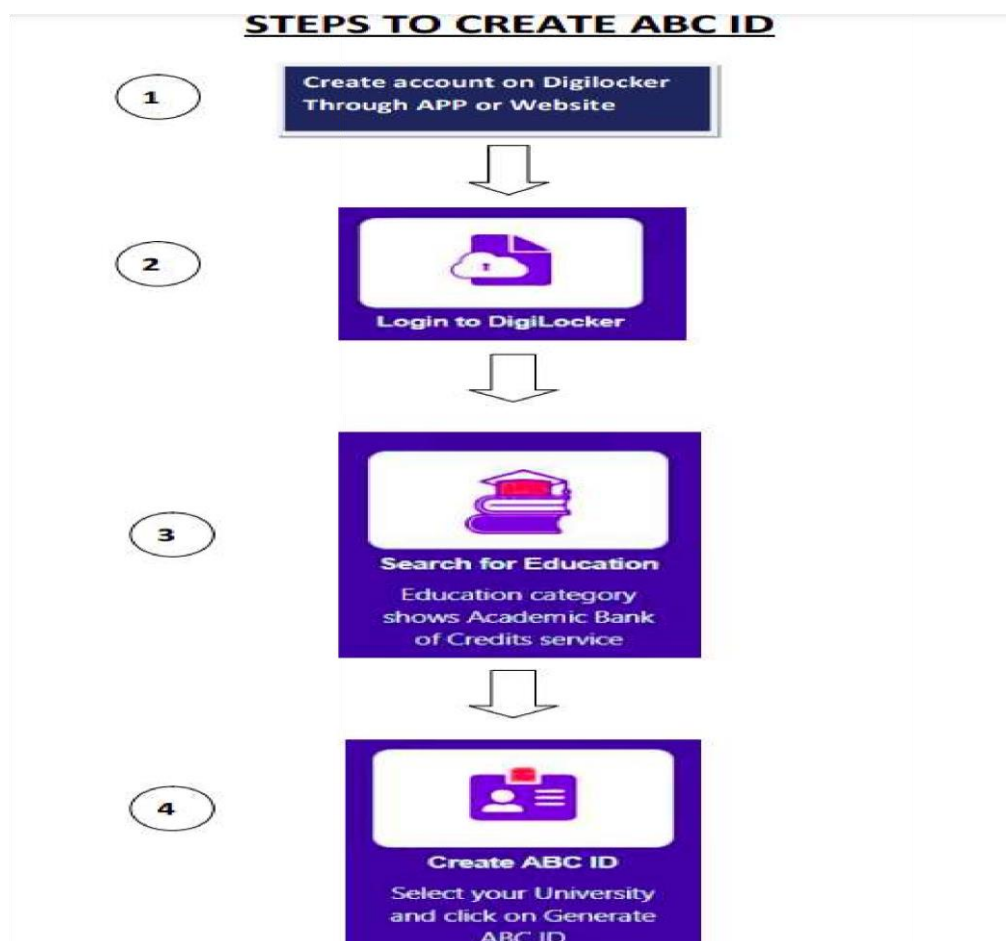 STEPS TO CREATE ABC ID
1
Create account on Digilocker
Through APP or Website
2
Login to DigiLocker
3
Search for Education
Education category
shows Academic Bank
of Credits service
4
Create ABC ID
Select your University
and click on Generate
ABC ID